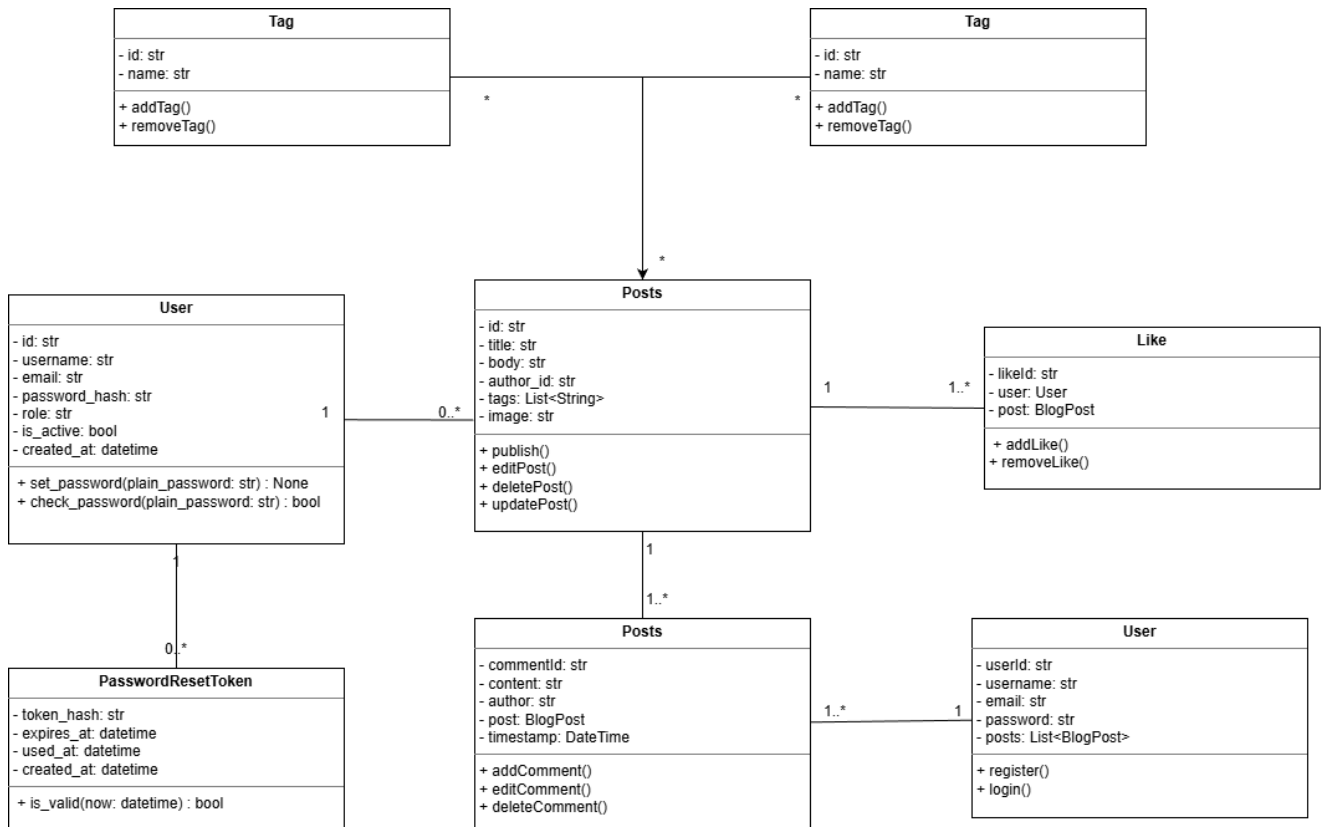 Tag
- id: str
- name: str
+ addTag()
+ removeTag()
*
Tag
- id: str
- name: str
+ addTag()
+ removeTag()
*
*
User
- id: str
- username: str
- email: str
- password_hash: str
- role: str
- is_active: bool
- created_at: datetime
+ set_password(plain_password: str) : None
+ check_password(plain_password: str) : bool
1
0..*
Posts
- id: str
- title: str
- body: str
- author_id: str
- tags: List<String>
- image: str
+ publish()
+ editPost()
+ deletePost()
+ updatePost()
1
1..*
Like
- likeId: str
- user: User
- post: BlogPost
+ addLike()
+ removeLike()
1
0..*
PasswordResetToken
- token_hash: str
- expires_at: datetime
- used_at: datetime
- created_at: datetime
+ is_valid(now: datetime) : bool
1
1..*
Posts
- commentId: str
- content: str
- author: str
- post: BlogPost
- timestamp: DateTime
+ addComment()
+ editComment()
+ deleteComment()
1..*
1
User
- userId: str
- username: str
- email: str
- password: str
- posts: List<BlogPost>
+ register()
+ login()